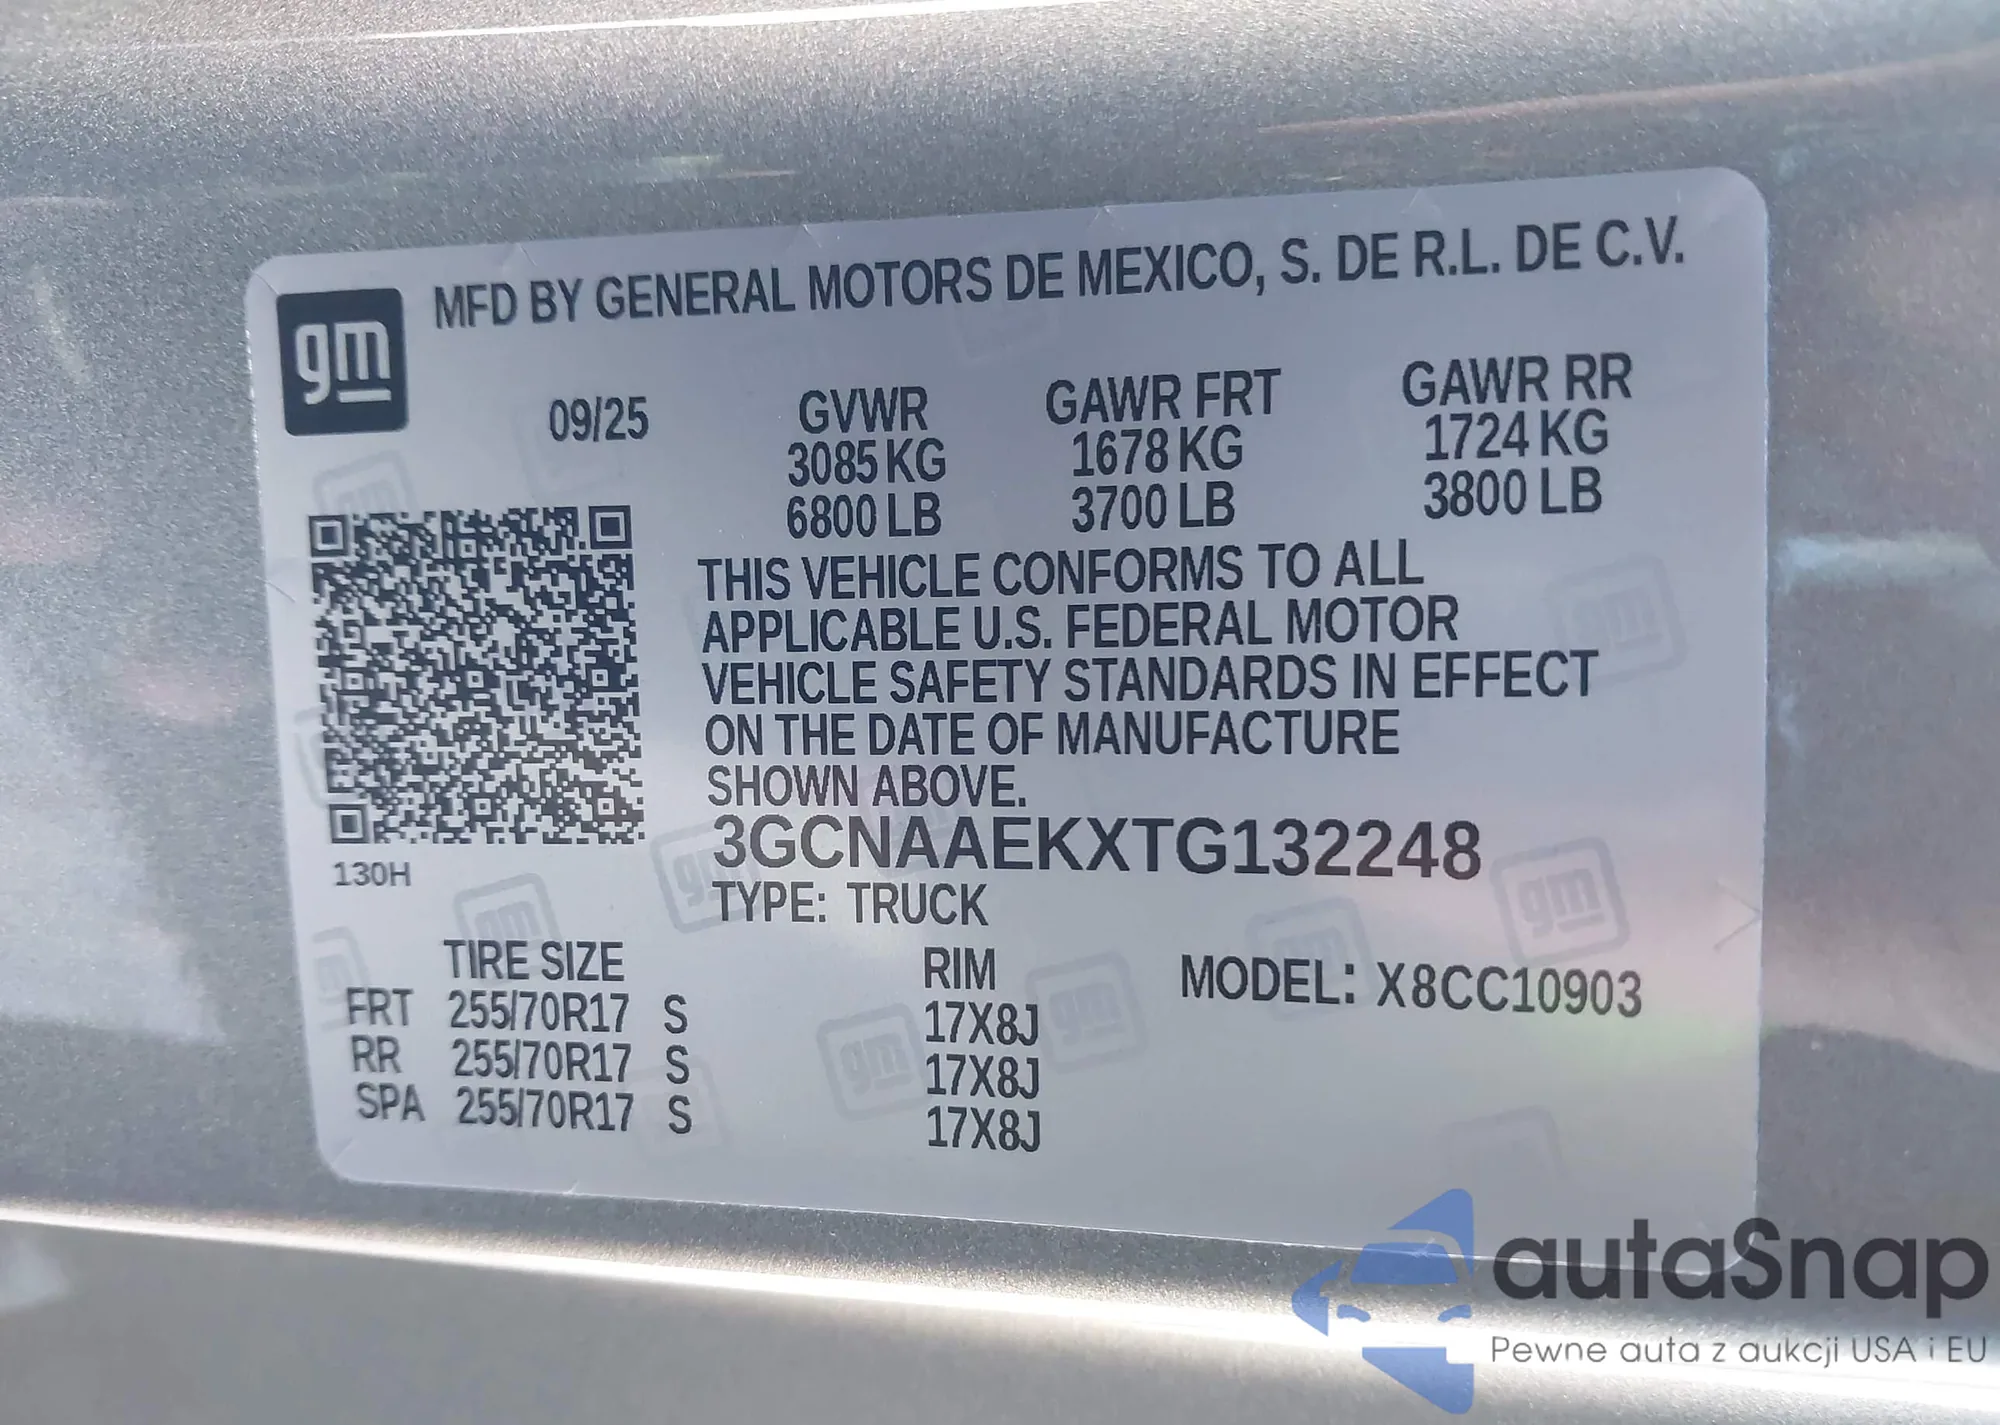 MFD BY GENERAL MOTORS DE MEXICO, S. DE R.L. DE C.V.
gm
09/25 GVWR GAWR FRT GAWR RR
3085 KG 1678 KG 1724 KG
6800 LB 3700 LB 3800 LB
THIS VEHICLE CONFORMS TO ALL
APPLICABLE U.S. FEDERAL MOTOR
VEHICLE SAFETY STANDARDS IN EFFECT
ON THE DATE OF MANUFACTURE
SHOWN ABOVE.
3GCNAAEKXTG132248
130H
TYPE: TRUCK
TIRE SIZE RIM MODEL: X8CC10903
FRT 255/70R17 S 17X8J
RR 255/70R17 S 17X8J
SPA 255/70R17 S 17X8J
autaSnap
Pewne auta z aukcji USA i EU